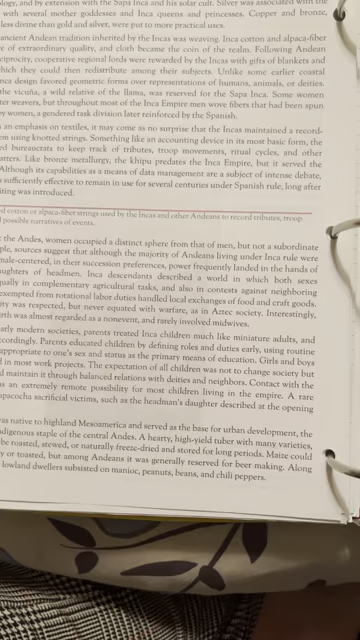 logy, and by extension with the Sapa Inca and his solar cult. Silver was associated with the
with several mother goddesses and Inca queens and princesses. Copper and bronze,
less divine than gold and silver, were put to more practical uses.
ancient Andean tradition inherited by the Incas was weaving. Inca cotton and alpaca-fiber
e of extraordinary quality, and cloth became the coin of the realm. Following Andean
ciprocity, cooperative regional lords were rewarded by the Incas with gifts of blankets and
hich they could then redistribute among their subjects. Unlike some earlier coastal
nca design favored geometric forms over representations of humans, animals, or deities.
the vicuña, a wild relative of the llama, was reserved for the Sapa Inca. Some women
ter weavers, but throughout most of the Inca Empire men wove fibers that had been spun
y women, a gendered task division later reinforced by the Spanish.
an emphasis on textiles, it may come as no surprise that the Incas maintained a record-
em using knotted strings. Something like an accounting device in its most basic form, the
ed bureaucrats to keep track of tributes, troop movements, ritual cycles, and other
atters. Like bronze metallurgy, the khipu predates the Inca Empire, but it served the
Although its capabilities as a means of data management are a subject of intense debate,
sufficiently effective to remain in use for several centuries under Spanish rule, long after
iting was introduced.
d cotton or alpaca-fiber strings used by the Incas and other Andeans to record tributes, troop
possible narratives of events.
the Andes, women occupied a distinct sphere from that of men, but not a subordinate
ple, sources suggest that although the majority of Andeans living under Inca rule were
male-centered, in their succession preferences, power frequently landed in the hands of
ughters of headmen. Inca descendants described a world in which both sexes
ually in complementary agricultural tasks, and also in contests against neighboring
exempted from rotational labor duties handled local exchanges of food and craft goods.
ity was respected, but never equated with warfare, as in Aztec society. Interestingly,
rth was almost regarded as a nonevent, and rarely involved midwives.
arly modern societies, parents treated Inca children much like miniature adults, and
cordingly. Parents educated children by defining roles and duties early, using routine
appropriate to one's sex and status as the primary means of education. Girls and boys
d in most work projects. The expectation of all children was not to change society but
d maintain it through balanced relations with deities and neighbors. Contact with the
as an extremely remote possibility for most children living in the empire. A rare
apacocha sacrificial victims, such as the headman's daughter described at the opening
was native to highland Mesoamerica and served as the base for urban development, the
ndigenous staple of the central Andes. A hearty, high-yield tuber with many varieties,
be roasted, stewed, or naturally freeze-dried and stored for long periods. Maize could
y or toasted, but among Andeans it was generally reserved for beer making. Along
lowland dwellers subsisted on manioc, peanuts, beans, and chili peppers.